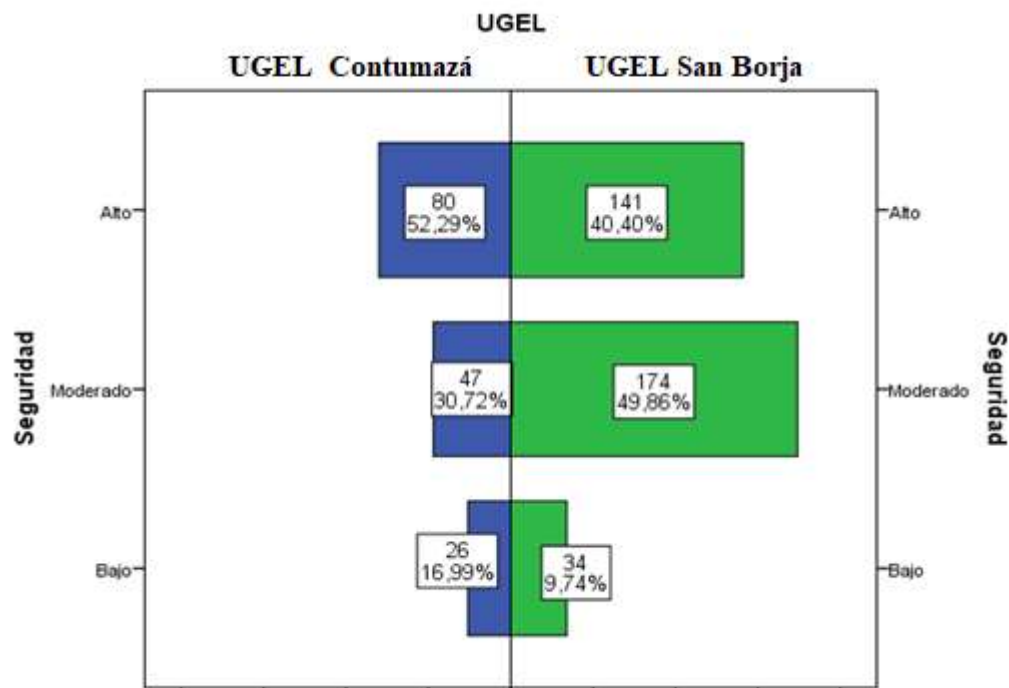 UGEL
UGEL Contumazá
UGEL San Borja
Alto
80
52,29%
141
40,40%
Alto
Seguridad
Moderado
47
30,72%
174
49,86%
Moderado
Seguridad
Bajo
26
16,99%
34
9,74%
Bajo